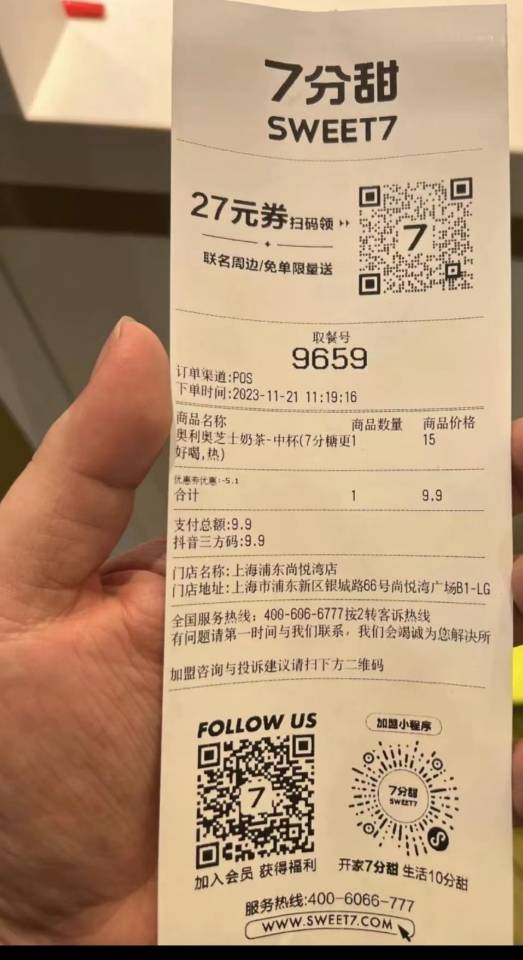 7分甜
SWEET7
27元券扫码领
联名周边/免单限量送
7
取餐号
9659
订单渠道:POS
下单时间:2023-11-21 11:19:16
商品名称 商品数量 商品价格
奥利奥芝士奶茶-中杯(7分糖更1 15
好喝,热)
优惠券优惠:-5.1
合计 1 9.9
支付总额:9.9
抖音三方码:9.9
门店名称:上海浦东尚悦湾店
门店地址:上海市浦东新区银城路66号尚悦湾广场B1-LG
全国服务热线：400-606-6777按2转客诉热线
有问题请第一时间与我们联系，我们会竭诚为您解决所
加盟咨询与投诉建议请扫下方二维码
FOLLOW US
7
加入会员 获得福利
加盟小程序
7分甜
SWEET7
开家7分甜 生活10分甜
服务热线:400-6066-777
WWW.SWEET7.COM